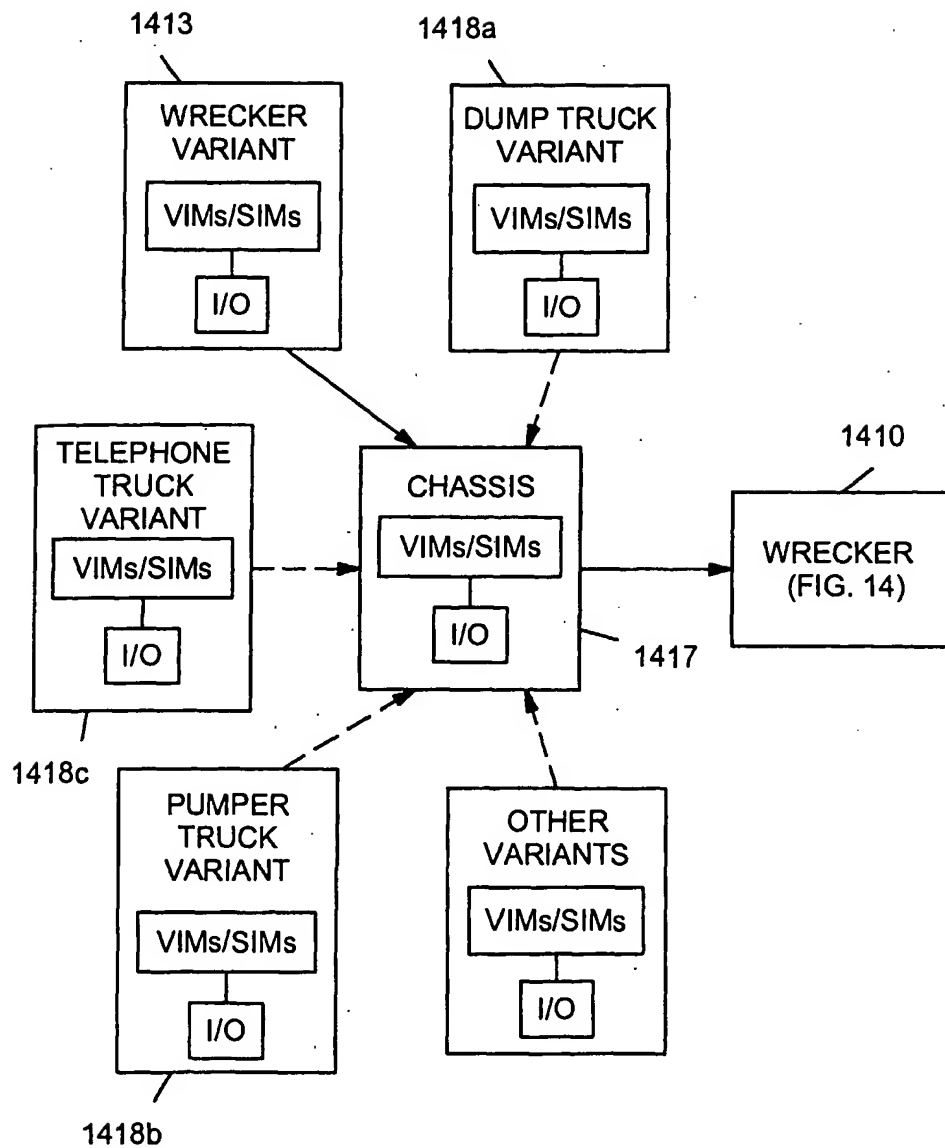 1413
WRECKER
VARIANT
VIMs/SIMs
I/O
1418a
DUMP TRUCK
VARIANT
VIMs/SIMs
I/O
TELEPHONE
TRUCK
VARIANT
VIMs/SIMs
I/O
1418c
CHASSIS
VIMs/SIMs
I/O
1417
1410
WRECKER
(FIG. 14)
PUMPER
TRUCK
VARIANT
VIMs/SIMs
I/O
1418b
OTHER
VARIANTS
VIMs/SIMs
I/O